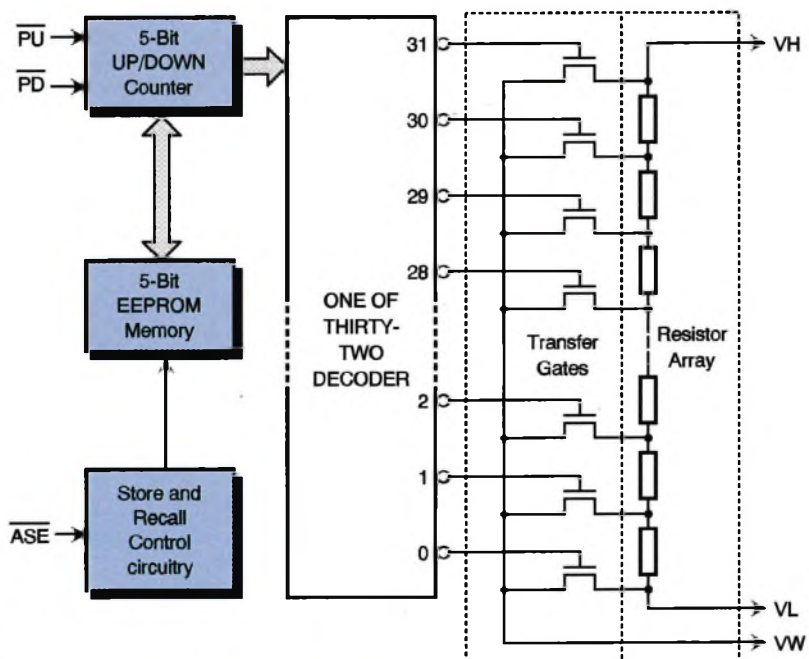 PU
PD
5-Bit
UP/DOWN
Counter
5-Bit
EEPROM
Memory
ASE
Store and
Recall
Control
circuitry
ONE OF
THIRTY-
TWO
DECODER
31
30
29
28
2
1
0
Transfer
Gates
Resistor
Array
VH
VL
VW